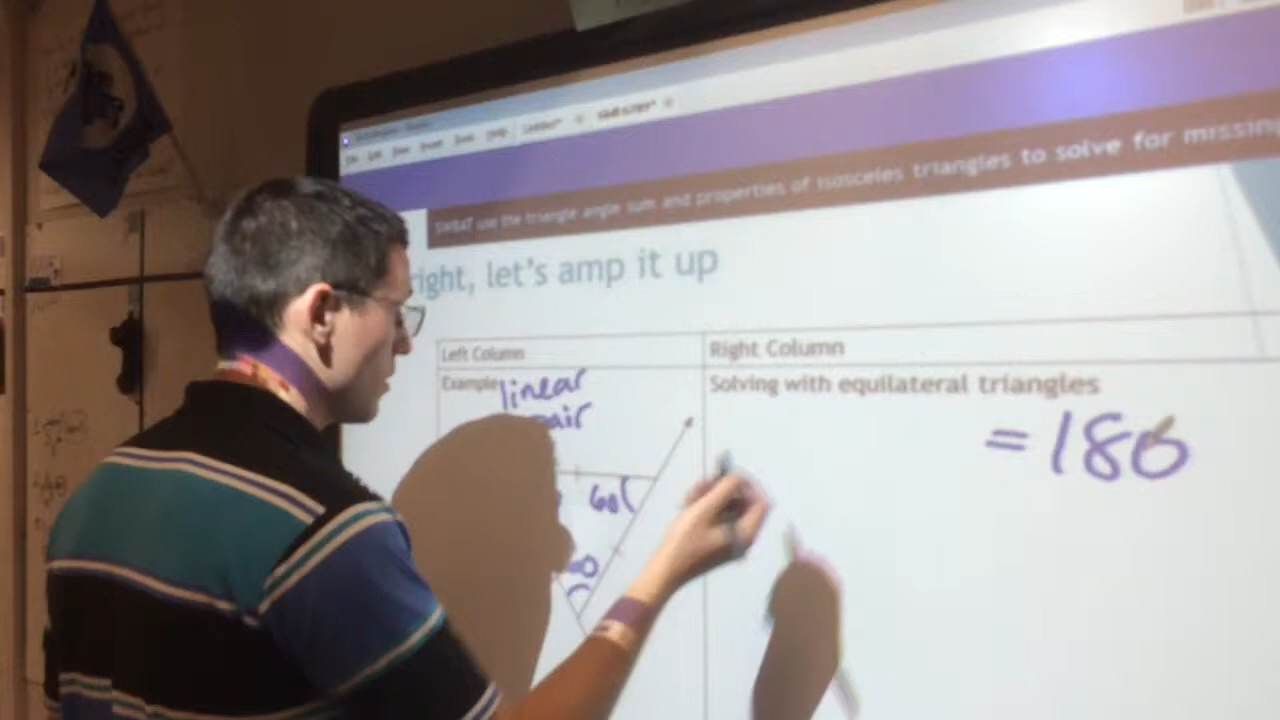 SWBAT use the triangle angle sum and properties of isosceles triangles to solve for missing
right, let's amp it up
Left Column
Right Column
Example
linear
pair
Solving with equilateral triangles
= 180
60